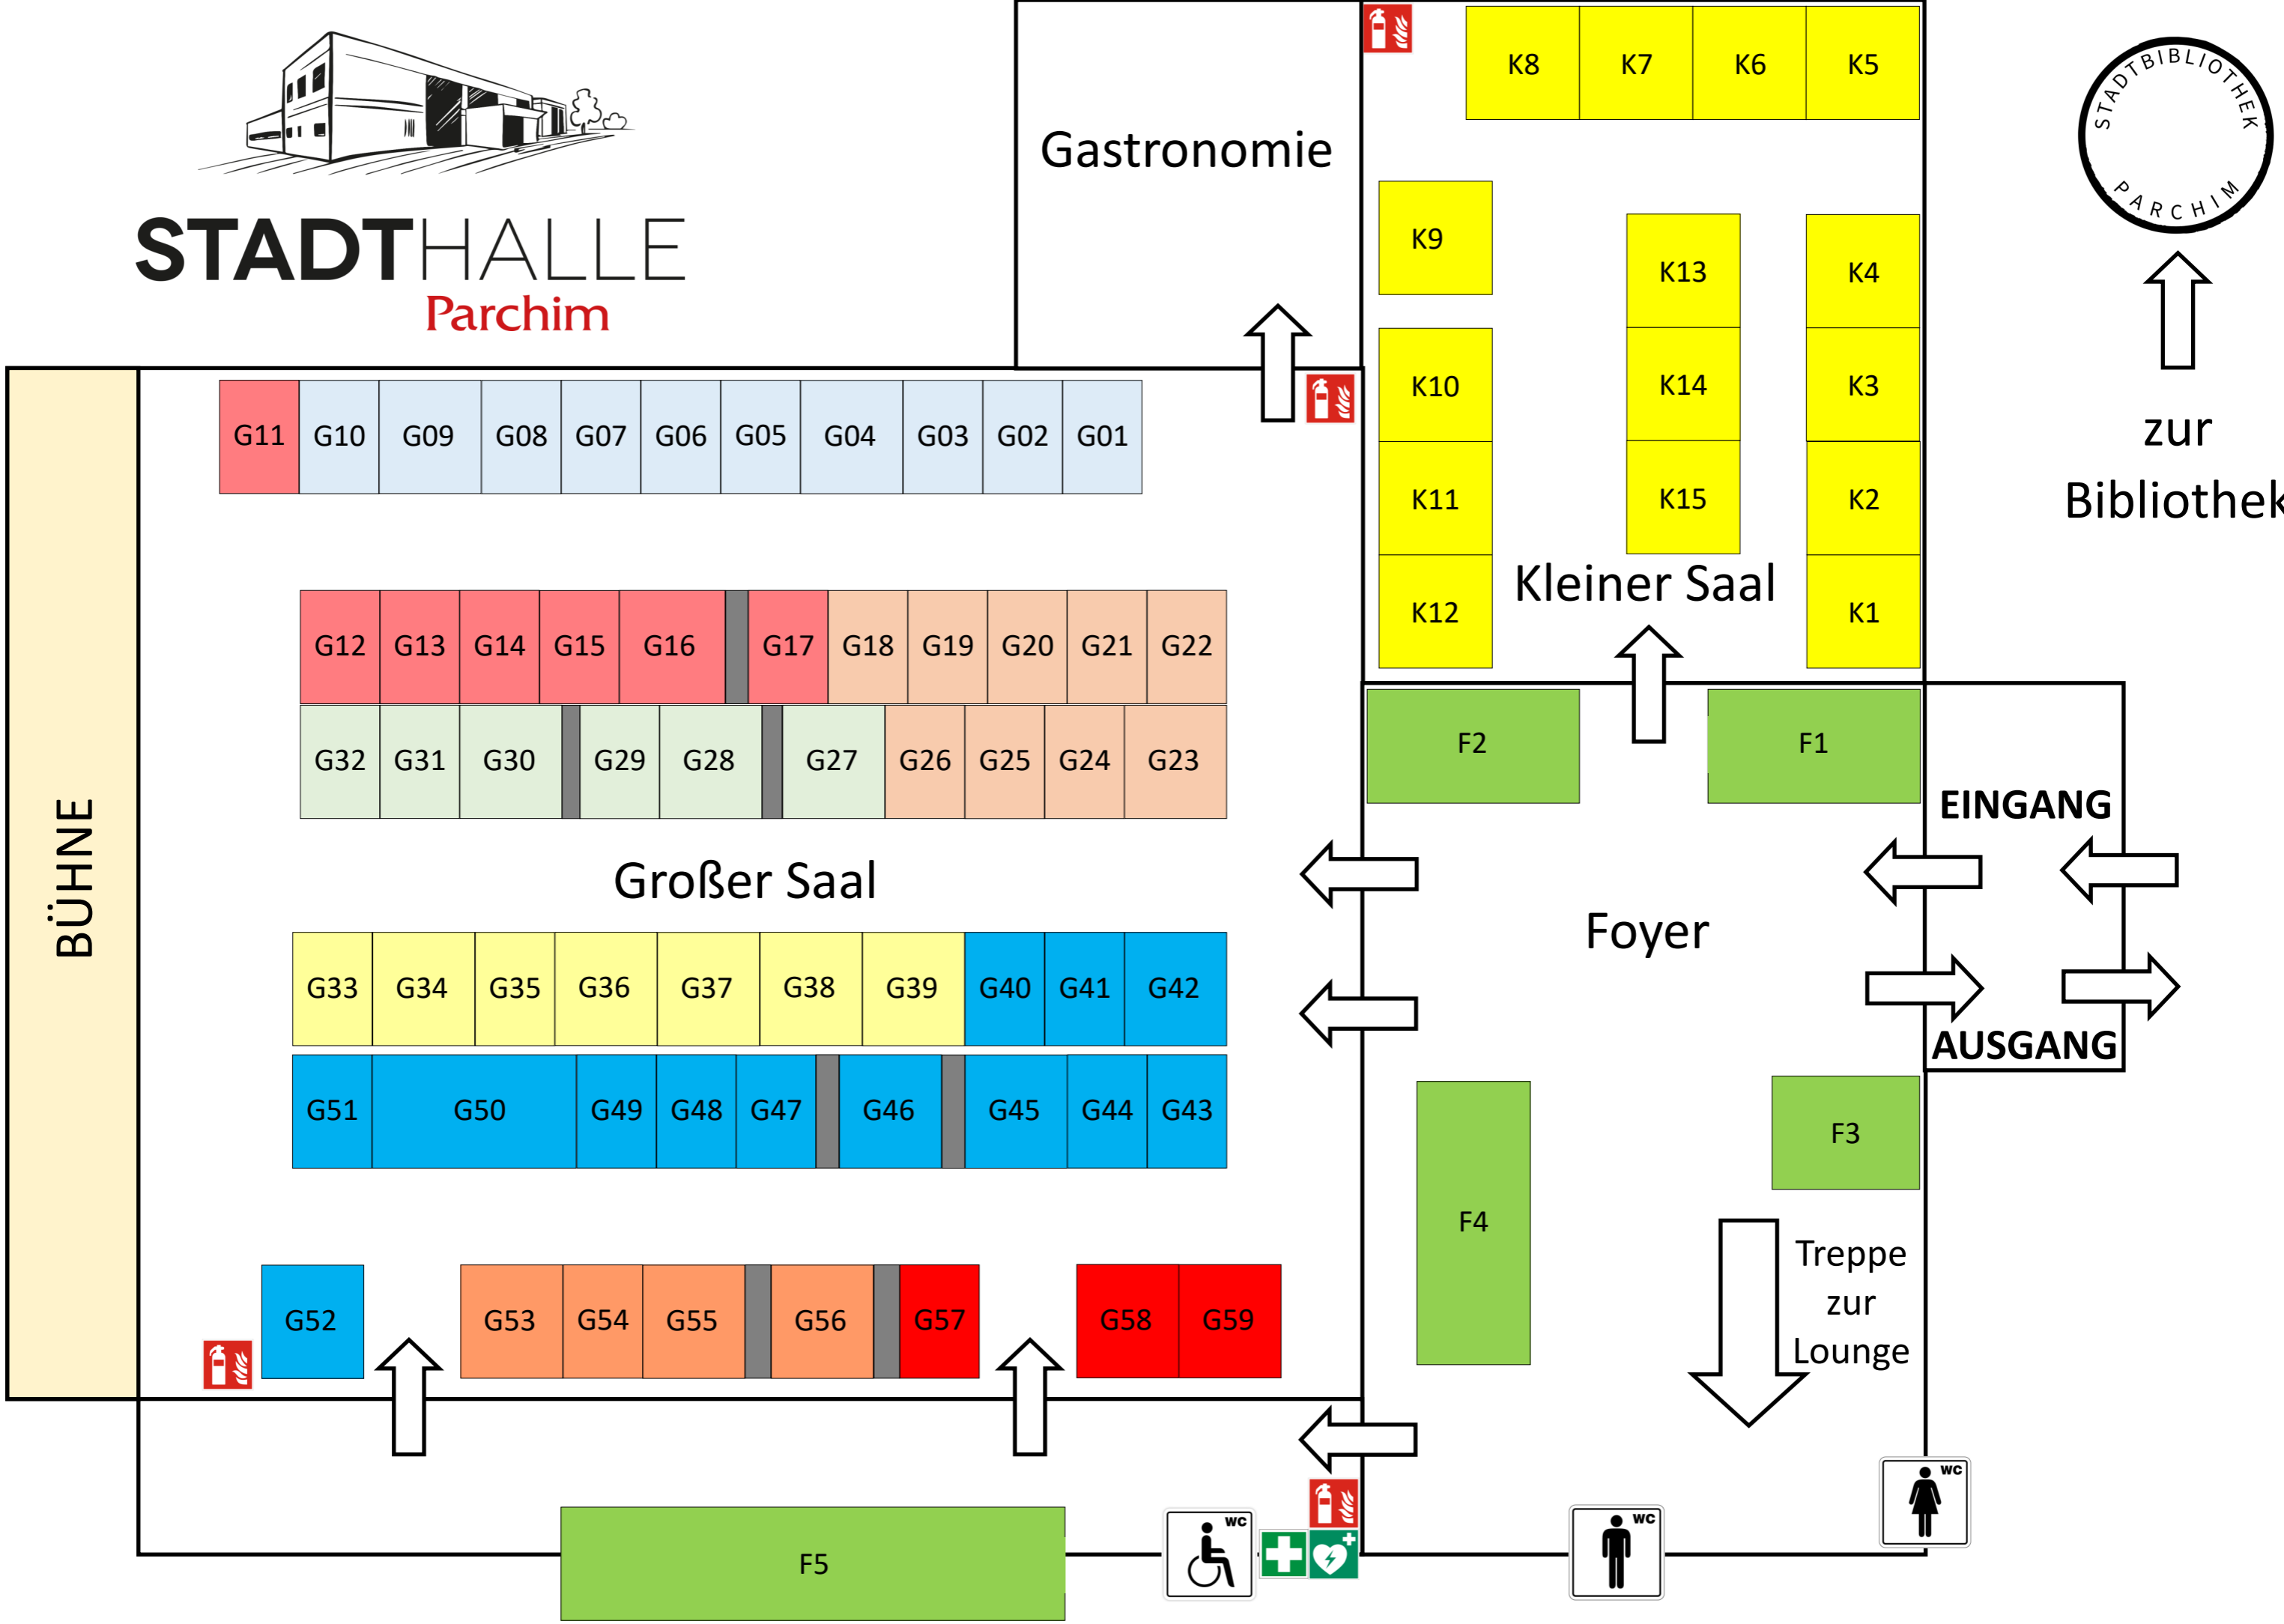 STADTHALLE
Parchim
Gastronomie
K8 K7 K6 K5
STADTBIBLIOTHEK
PARCHIM
zur
Bibliothek
K9
K13 K4
K10 K14 K3
K11 K15 K2
K12 K1
Kleiner Saal
G11 G10 G09 G08 G07 G06 G05 G04 G03 G02 G01
G12 G13 G14 G15 G16 G17 G18 G19 G20 G21 G22
G32 G31 G30 G29 G28 G27 G26 G25 G24 G23
BÜHNE
Großer Saal
G33 G34 G35 G36 G37 G38 G39 G40 G41 G42
G51 G50 G49 G48 G47 G46 G45 G44 G43
G52 G53 G54 G55 G56 G57 G58 G59
F2 F1
EINGANG
Foyer
AUSGANG
F3
F4
Treppe
zur
Lounge
F5
WC
WC
WC